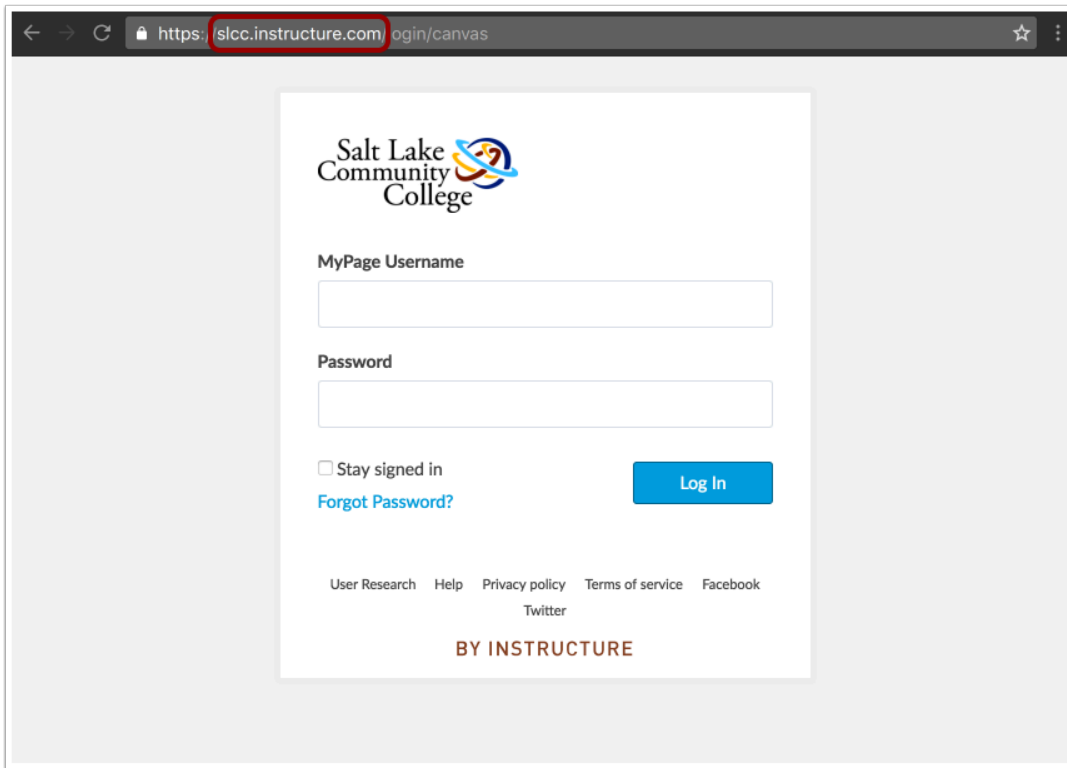 https://slcc.instructure.com/login/canvas
Salt Lake
Community
College
MyPage Username
Password
Stay signed in
Log In
Forgot Password?
User Research Help Privacy policy Terms of service Facebook
Twitter
BY INSTRUCTURE